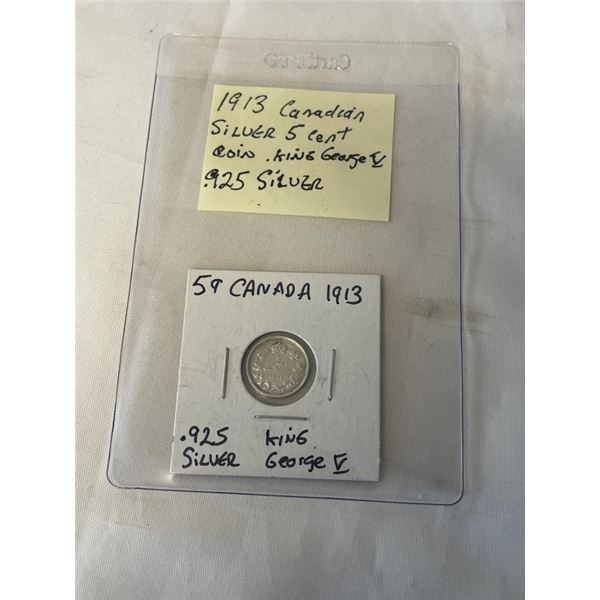 1913 Canadian
SILVER 5 cent
coin . KING George V
.925 SILVER
5¢ CANADA 1913
.925 KING
SILVER George V